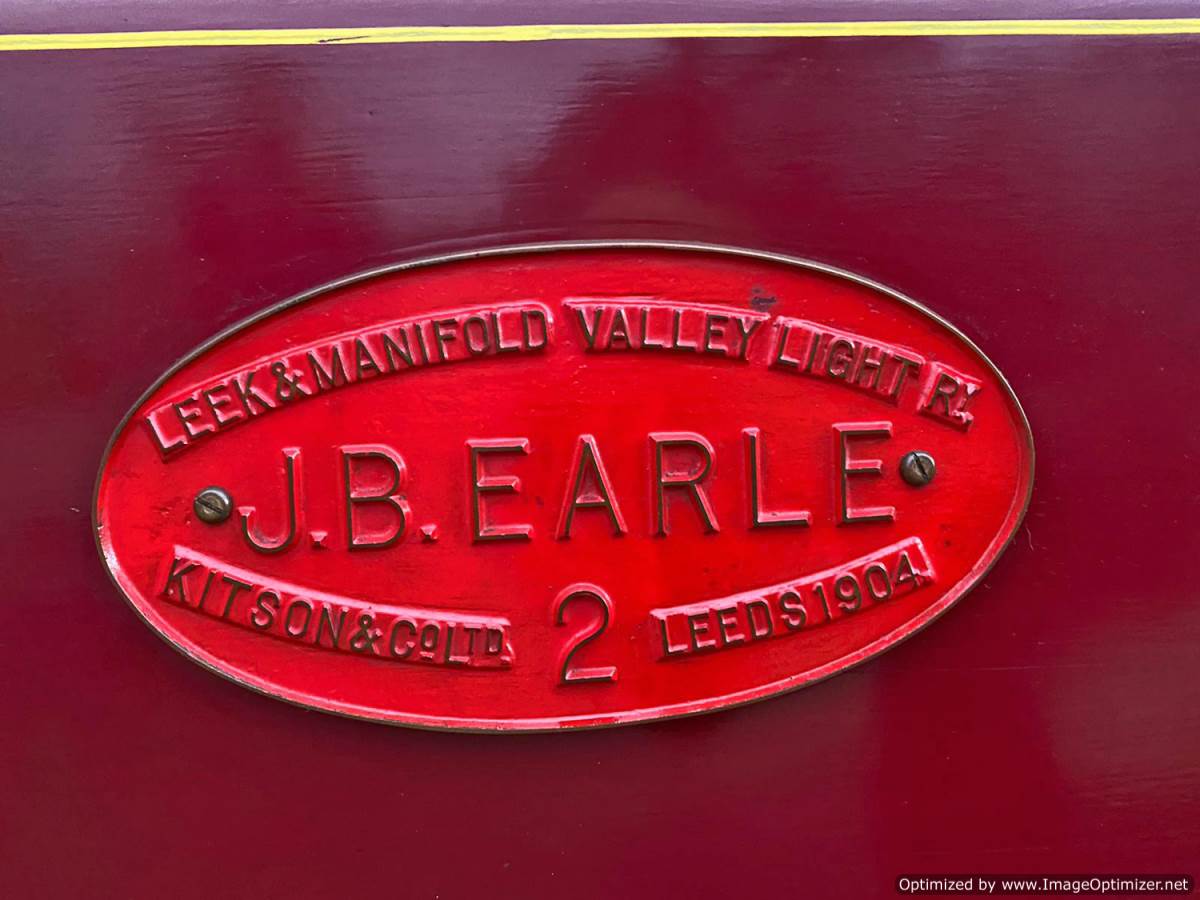 LEEK & MANIFOLD VALLEY LIGHT RY.
J.B. EARLE
KITSON & Co LTD. 2 LEEDS 1904.
Optimized by www.ImageOptimizer.net